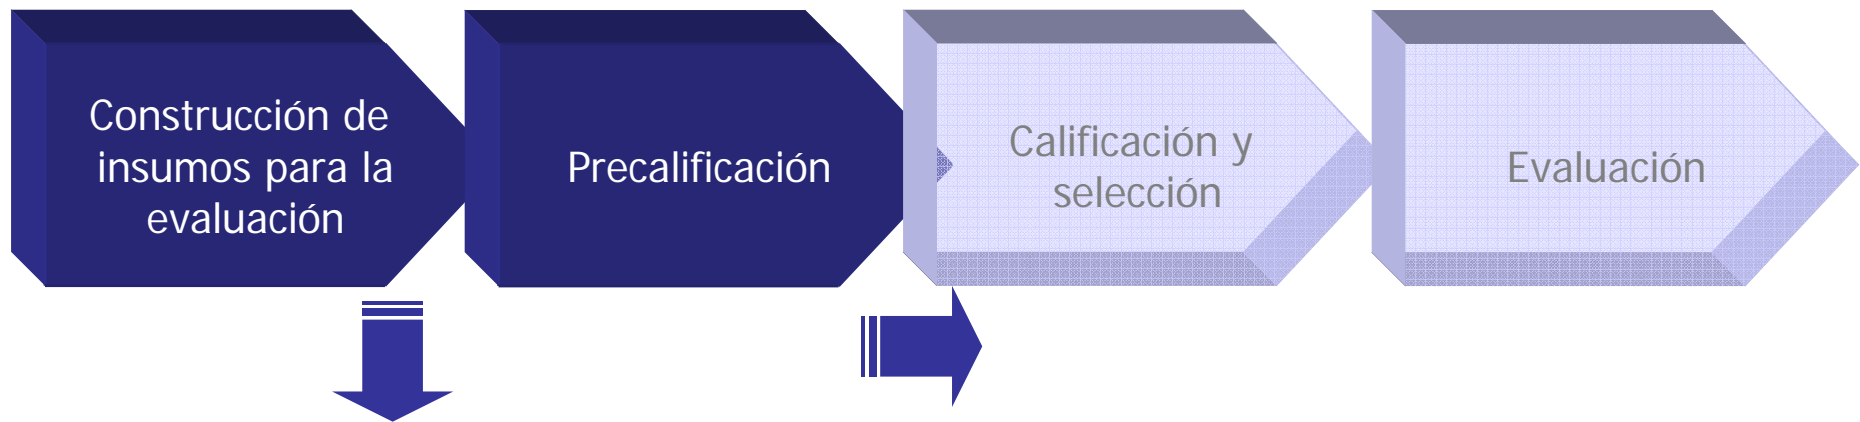 Construcción de
insumos para la
evaluación
Precalificación
Calificación y
selección
Evaluación